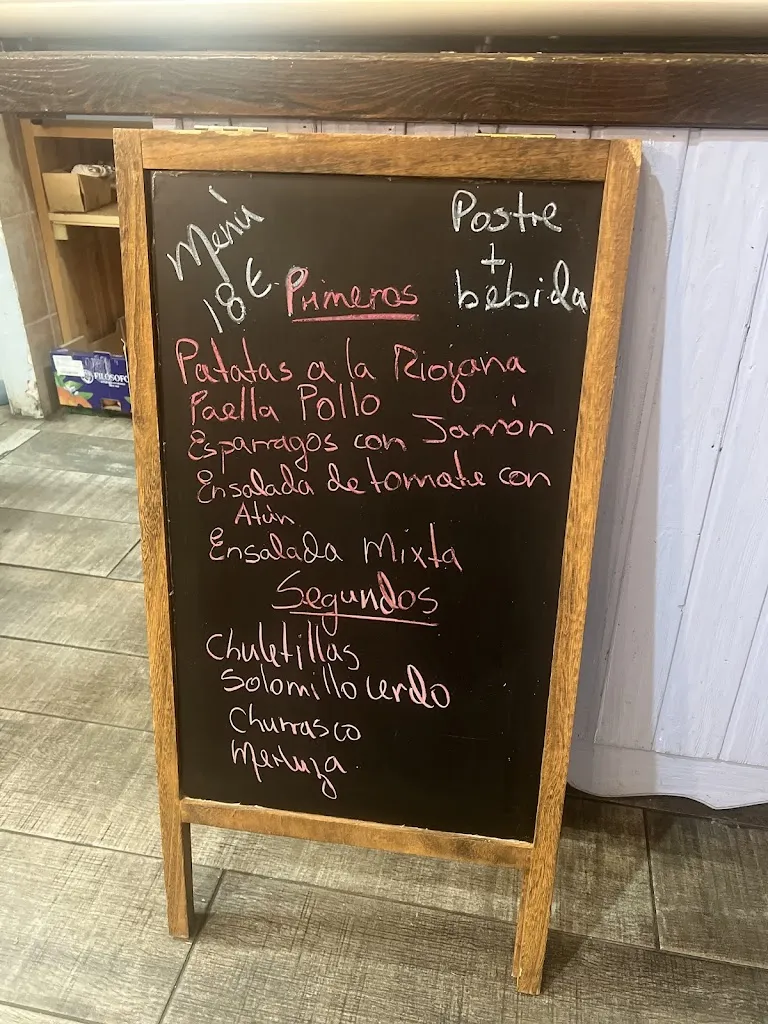 Menú
18€
Postre
+
bebida
Primeros
Patatas a la Riojana
Paella Pollo
Esparragos con Jamón
Ensalada de tomate con
Atún
Ensalada Mixta
Segundos
Chuletillas
Solomillo cerdo
Churrasco
Merluza
FILOSOFO